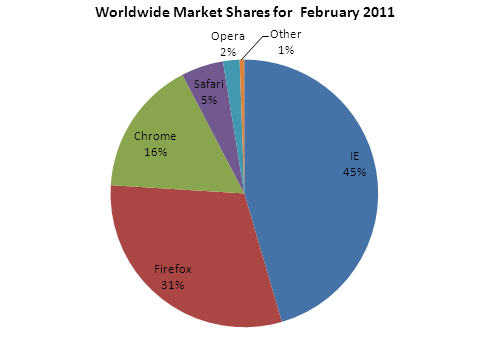 Worldwide Market Shares for  February 2011
Opera
2%
Other
1%
Safari
5%
Chrome
16%
IE
45%
Firefox
31%